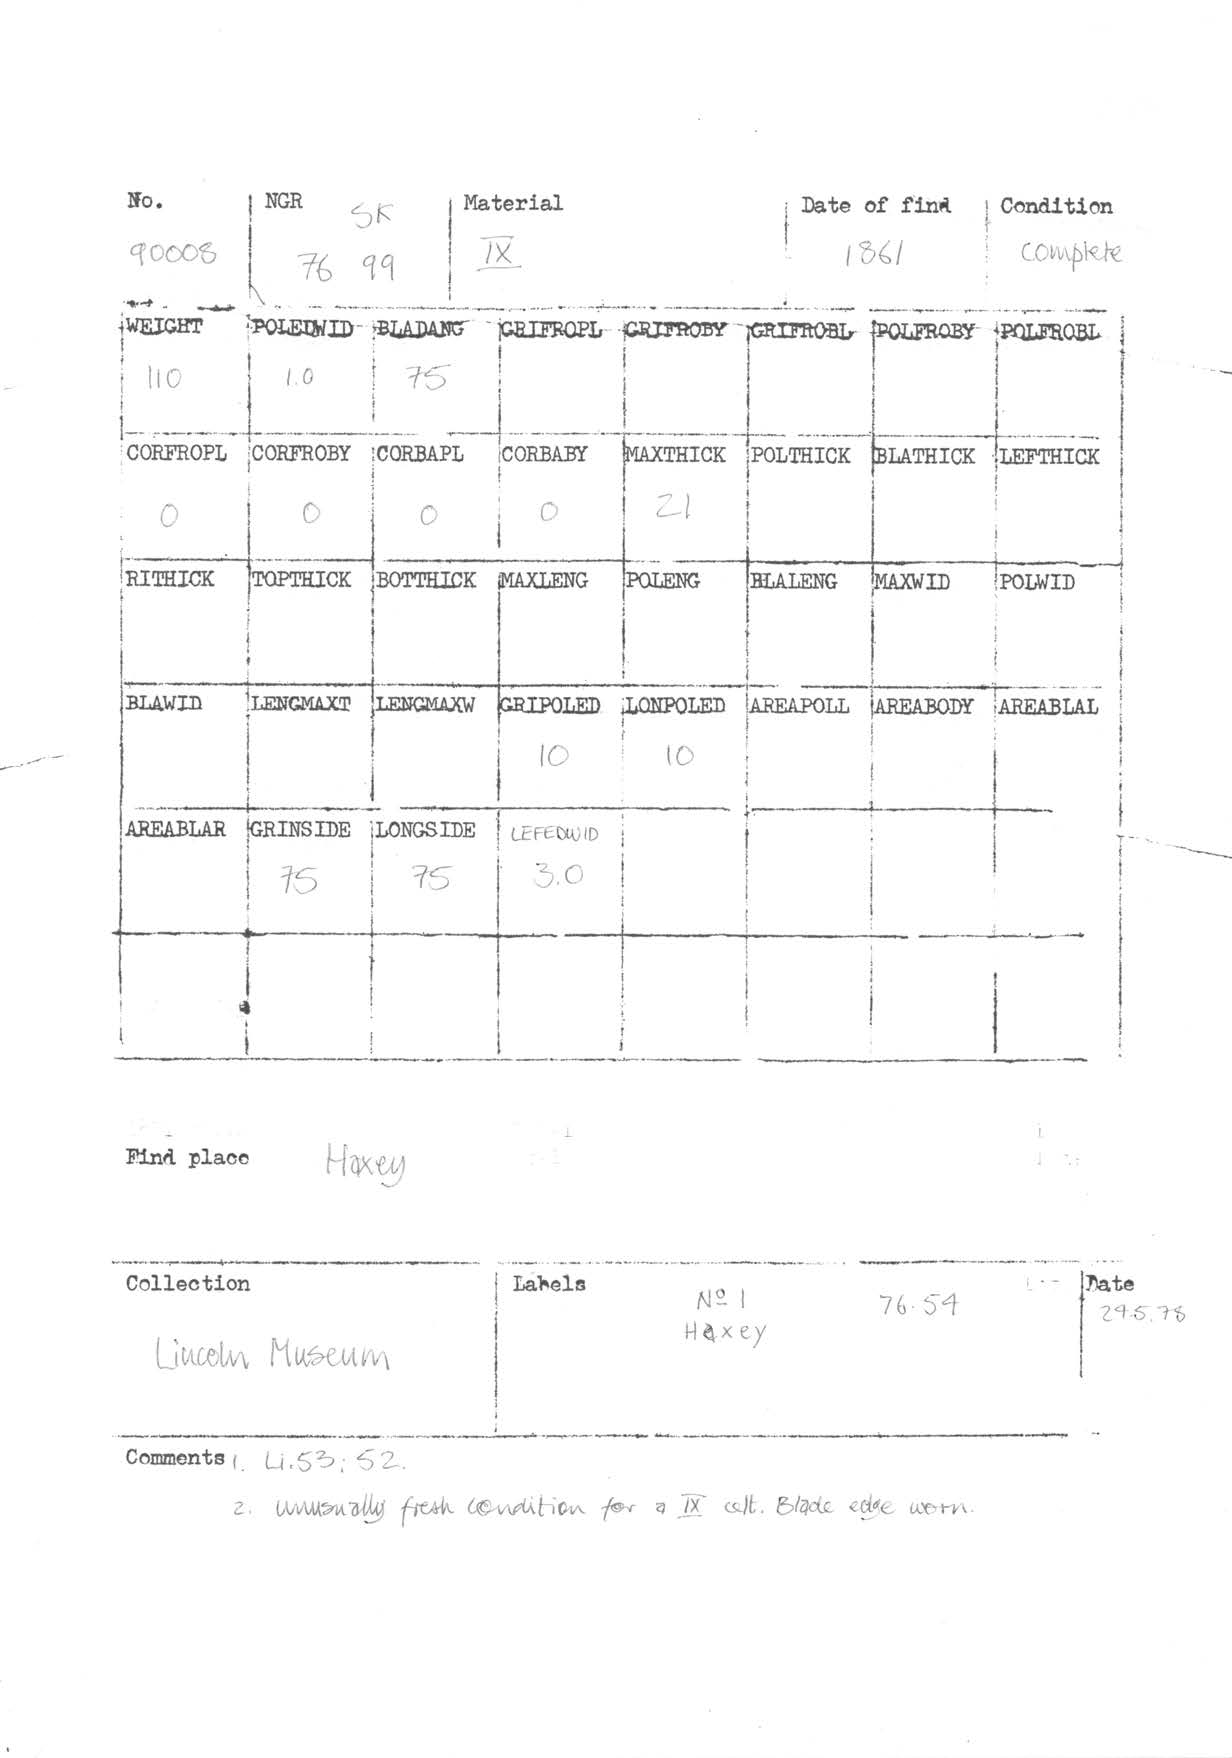 No. NGR Material Date of find Condition
SK
90008 76 99 IX 1861 complete
WEIGHT POLEDWID BLADANG GRIFROPL GRIFROBY GRIFROBL POLFROBY POLFROBL
110 1.0 75
CORFROPL CORFROBY CORBAPL CORBABY MAXTHICK POLTHICK BLATHICK LEFTHICK
0 0 0 0 21
RITHICK TOPTHICK BOTTHICK MAXLENG POLENG BLALENG MAXWID POLWID
BLAWID LENGMAXT LENGMAXW GRIPOLED LONPOLED AREAPOLL AREABODY AREABLAL
10 10
AREABLAR GRINSIDE LONGSIDE LEFEDWID
75 75 3.0
Find place Haxey
Collection Labels Date
Nº 1 76.54 29.5.78
Haxey
Lincoln Museum
Comments 1. Li.53; 52.
2. unusually fresh condition for a IX celt. Blade edge worn.